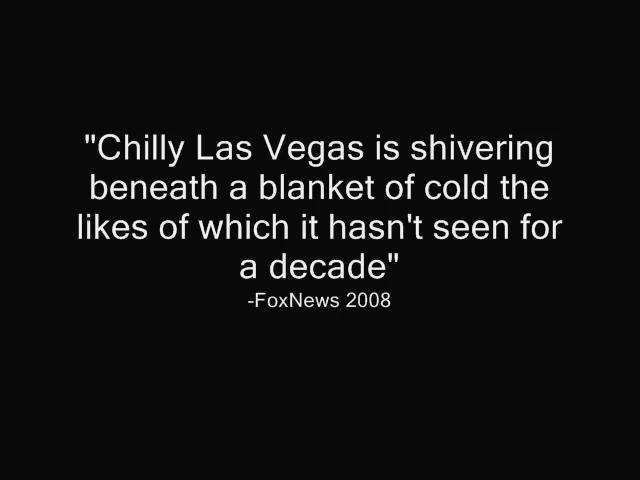 "Chilly Las Vegas is shivering
beneath a blanket of cold the
likes of which it hasn't seen for
a decade"
-FoxNews 2008